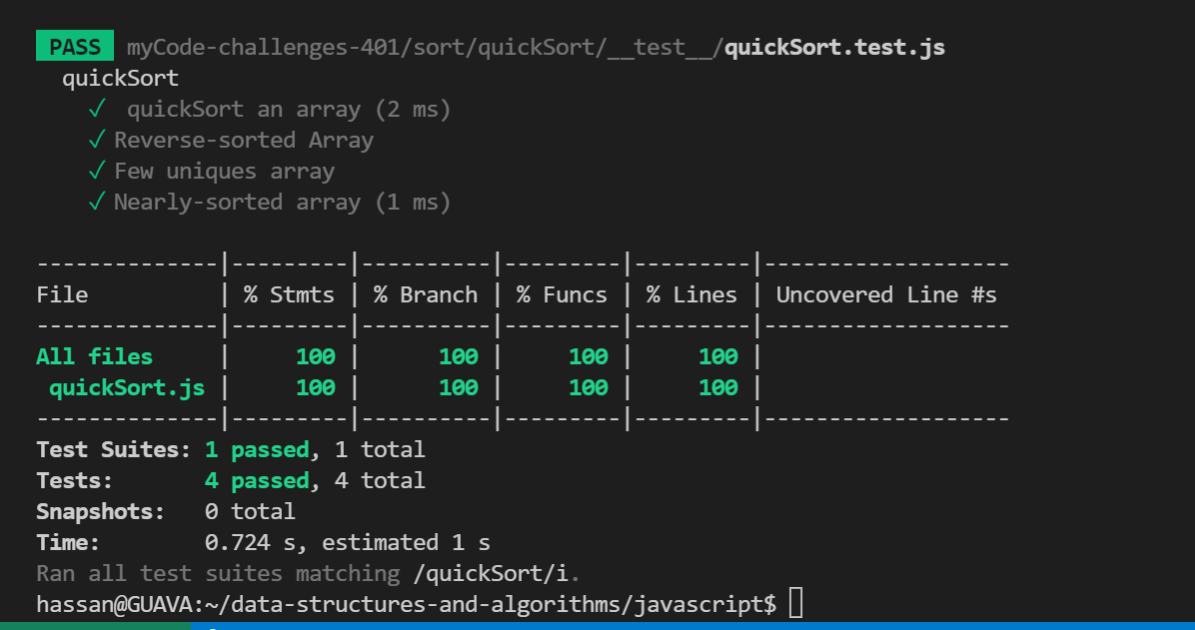 PASS myCode-challenges-401/sort/quickSort/__test__/quickSort.test.js
quickSort
✓ quickSort an array (2 ms)
✓ Reverse-sorted Array
✓ Few uniques array
✓ Nearly-sorted array (1 ms)
--------------|---------|----------|---------|---------|-------------------
File          | % Stmts | % Branch | % Funcs | % Lines | Uncovered Line #s
--------------|---------|----------|---------|---------|-------------------
All files     |     100 |      100 |     100 |     100 |
 quickSort.js |     100 |      100 |     100 |     100 |
--------------|---------|----------|---------|---------|-------------------
Test Suites: 1 passed, 1 total
Tests:       4 passed, 4 total
Snapshots:   0 total
Time:        0.724 s, estimated 1 s
Ran all test suites matching /quickSort/i.
hassan@GUAVA:~/data-structures-and-algorithms/javascript$